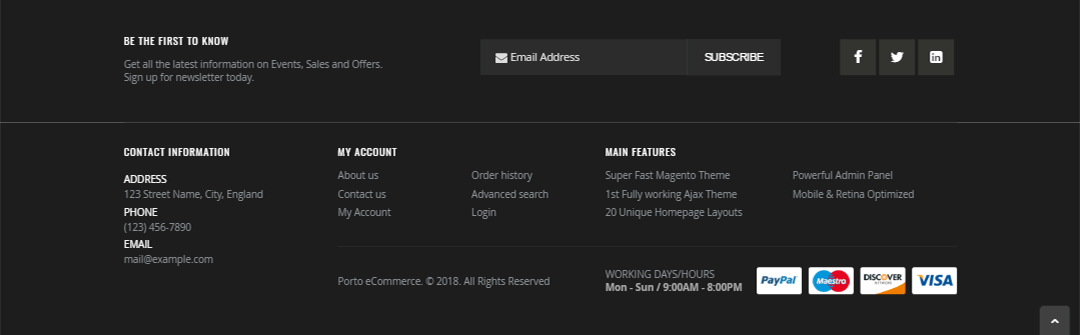 BE THE FIRST TO KNOW
Get all the latest information on Events, Sales and Offers.
Sign up for newsletter today.
Email Address
SUBSCRIBE
CONTACT INFORMATION
ADDRESS
123 Street Name, City, England
PHONE
(123) 456-7890
EMAIL
mail@example.com
MY ACCOUNT
About us
Contact us
My Account
Order history
Advanced search
Login
MAIN FEATURES
Super Fast Magento Theme
1st Fully working Ajax Theme
20 Unique Homepage Layouts
Powerful Admin Panel
Mobile & Retina Optimized
Porto eCommerce. © 2018. All Rights Reserved
WORKING DAYS/HOURS
Mon - Sun / 9:00AM - 8:00PM
PayPal
Maestro
DISCOVER
NETWORK
VISA